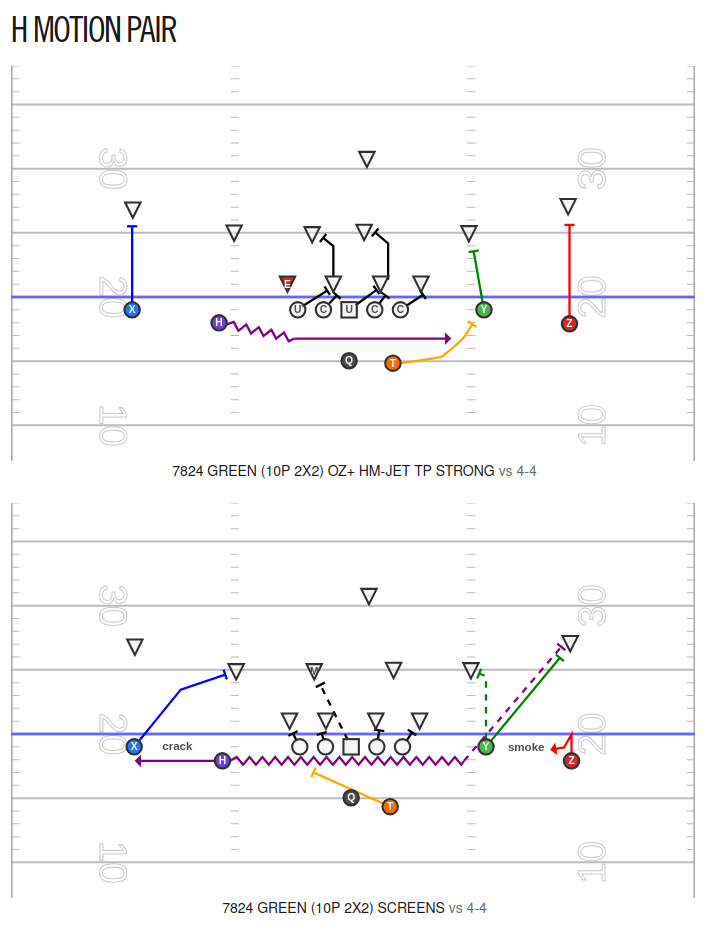 H MOTION PAIR
30 30
E
20 20
X H U C U C C Y Z
Q T
10 10
7824 GREEN (10P 2X2) OZ+ HM-JET TP STRONG vs 4-4
30 30
M
20 20
X crack H Y smoke Z
Q T
10 10
7824 GREEN (10P 2X2) SCREENS vs 4-4